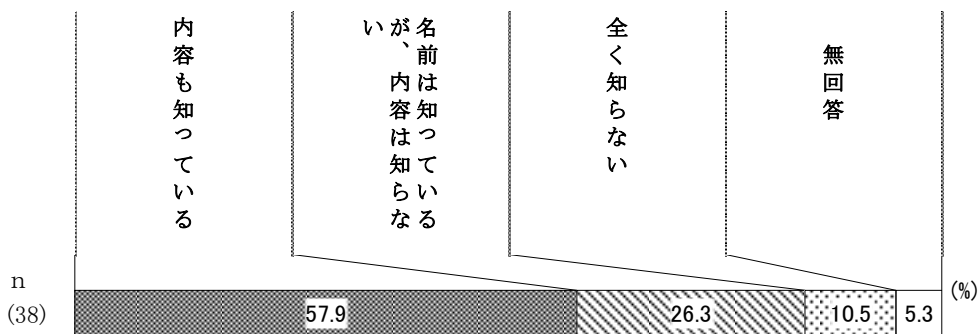 内容も知っている
名前は知っている
が、内容は知らな
い
全く知らない
無回答
n
(38)
57.9
26.3
10.5
5.3
(%)